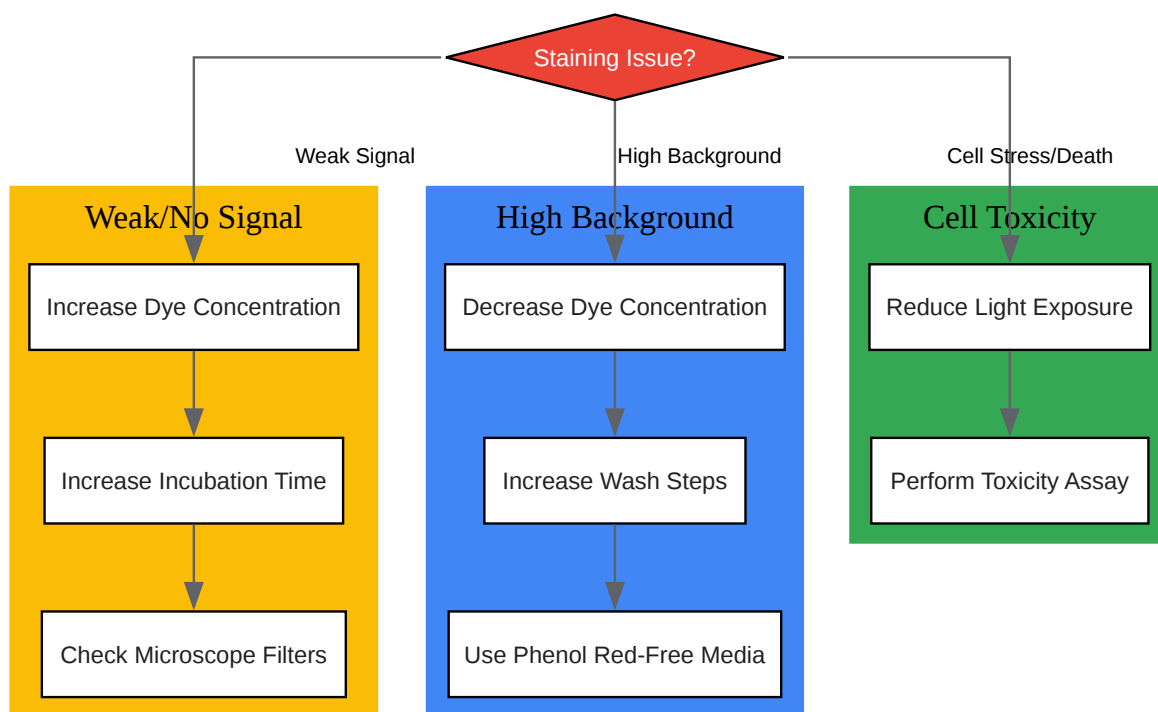 Staining Issue?
Weak Signal
High Background
Cell Stress/Death
Weak/No Signal
High Background
Cell Toxicity
Increase Dye Concentration
Decrease Dye Concentration
Reduce Light Exposure
Increase Incubation Time
Increase Wash Steps
Perform Toxicity Assay
Check Microscope Filters
Use Phenol Red-Free Media